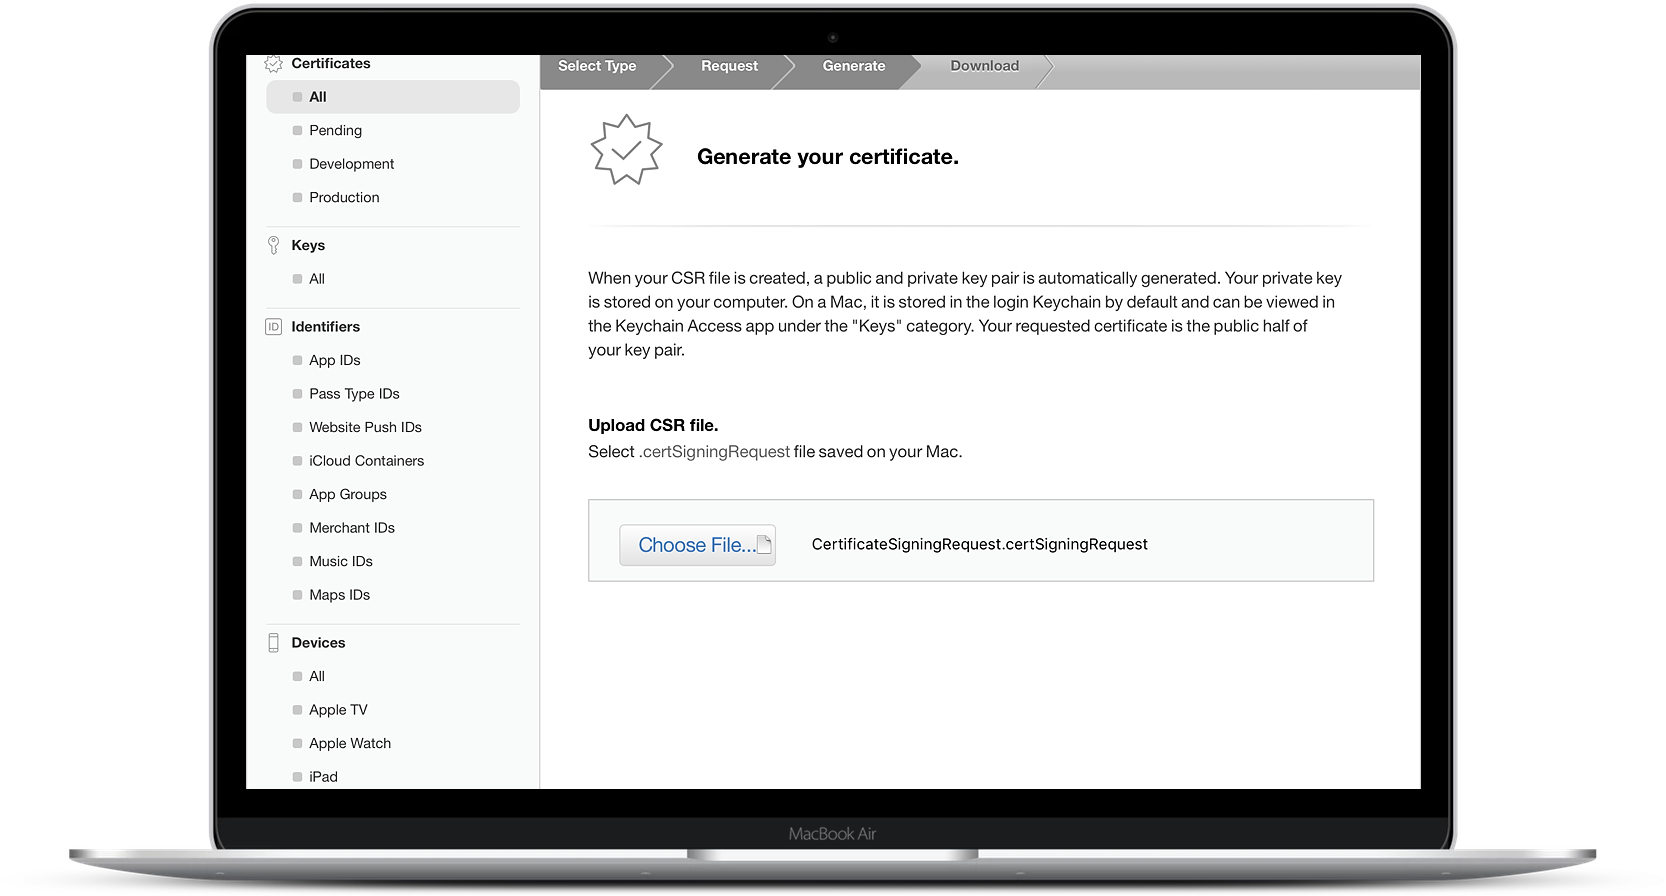 Certificates
All
Pending
Development
Production
Keys
All
ID
Identifiers
App IDs
Pass Type IDs
Website Push IDs
iCloud Containers
App Groups
Merchant IDs
Music IDs
Maps IDs
Devices
All
Apple TV
Apple Watch
iPad
Select Type
Request
Generate
Download
Generate your certificate.
When your CSR file is created, a public and private key pair is automatically generated. Your private key
is stored on your computer. On a Mac, it is stored in the login Keychain by default and can be viewed in
the Keychain Access app under the "Keys" category. Your requested certificate is the public half of
your key pair.
Upload CSR file.
Select .certSigningRequest file saved on your Mac.
Choose File...
CertificateSigningRequest.certSigningRequest
MacBook Air